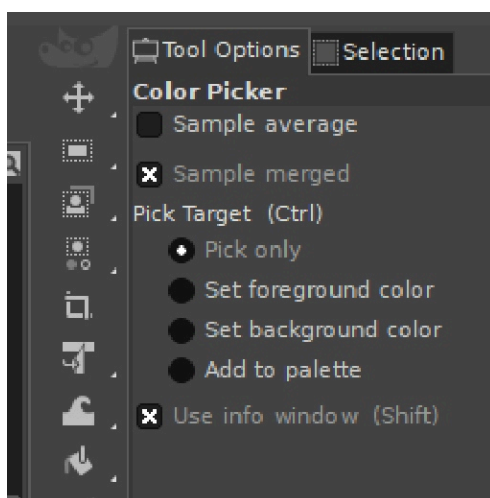 Tool Options Selection
Color Picker
Sample average
Sample merged
Pick Target (Ctrl)
Pick only
Set foreground color
Set background color
Add to palette
Use info window (Shift)